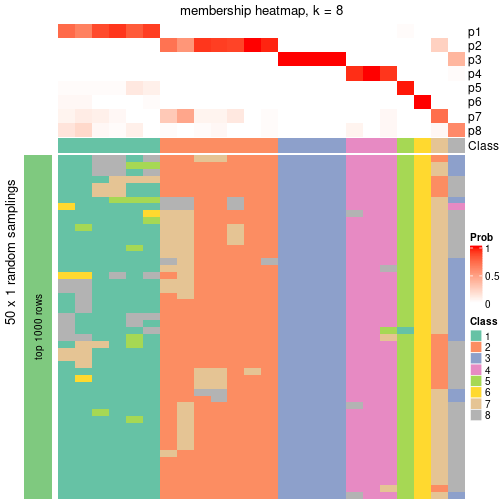 membership heatmap, k = 8
p1
p2
p3
p4
p5
p6
p7
p8
Class
50 x 1 random samplings
top 1000 rows
Prob
1
0.5
0
Class
1
2
3
4
5
6
7
8